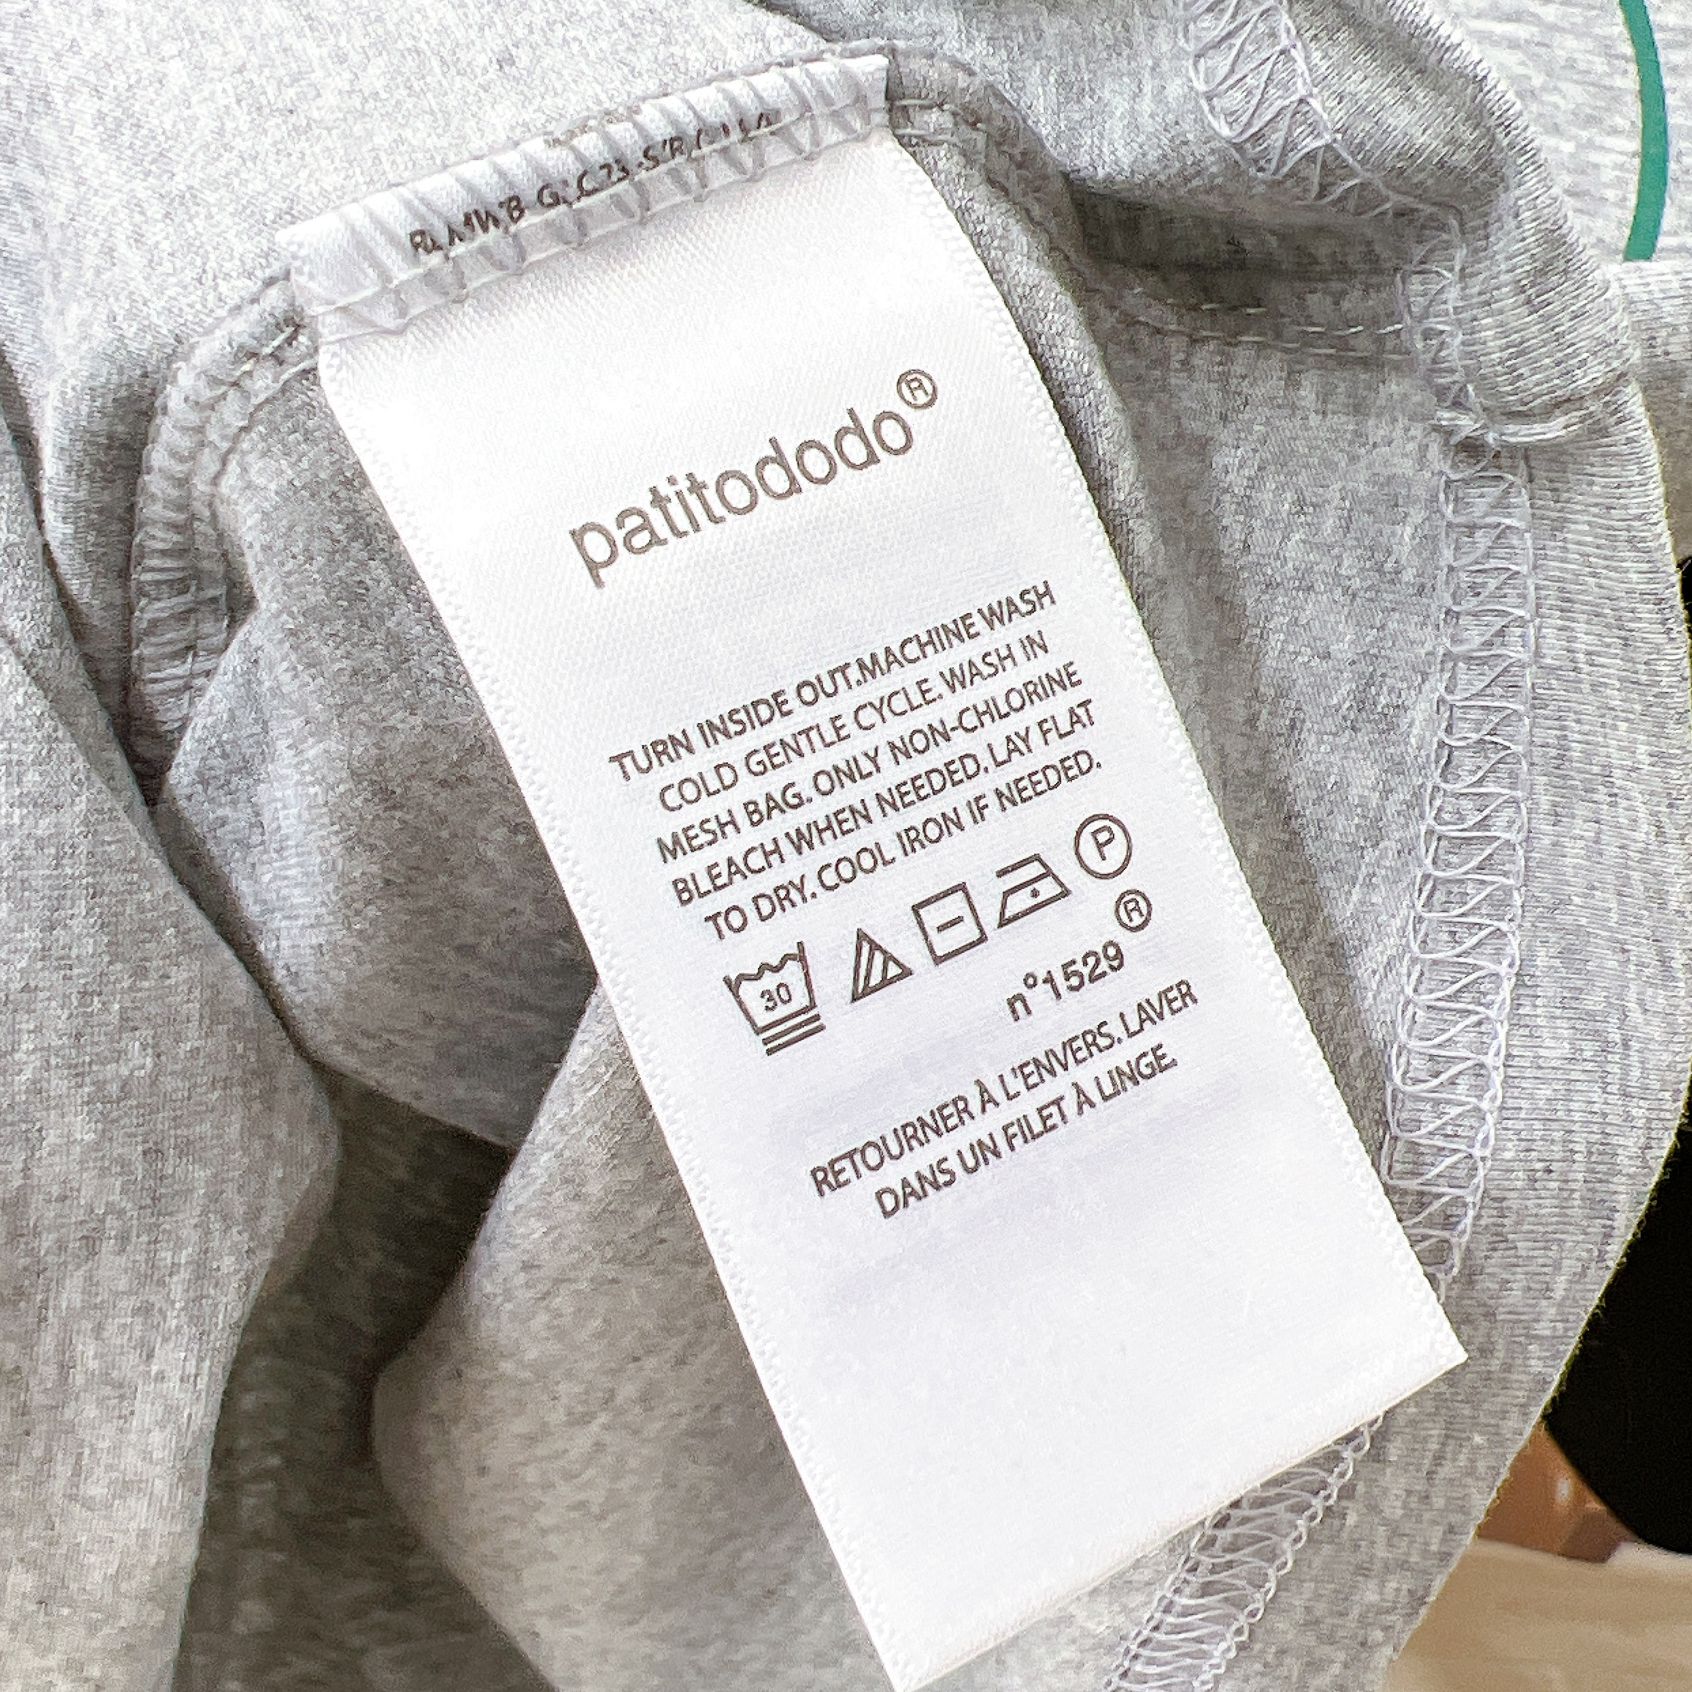 patitododo®
TURN INSIDE OUT.MACHINE WASH
COLD GENTLE CYCLE. WASH IN
MESH BAG. ONLY NON-CHLORINE
BLEACH WHEN NEEDED. LAY FLAT
TO DRY. COOL IRON IF NEEDED.
30 P
n°1529®
RETOURNER À L'ENVERS. LAVER
DANS UN FILET À LINGE.